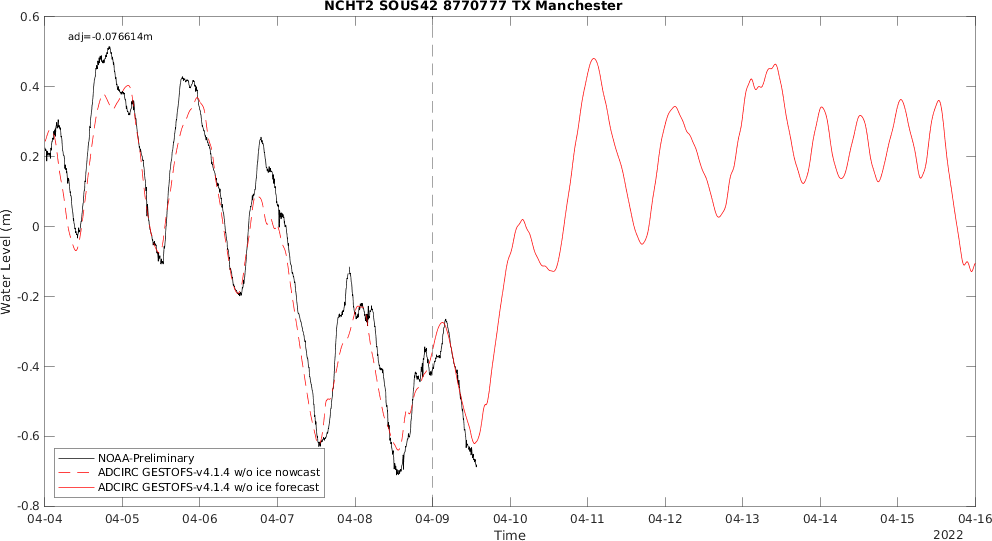 NCHT2 SOUS42 8770777 TX Manchester
adj=-0.076614m
0.6
0.4
0.2
0
-0.2
-0.4
-0.6
-0.8
Water Level (m)
NOAA-Preliminary
ADCIRC GESTOFS-v4.1.4 w/o ice nowcast
ADCIRC GESTOFS-v4.1.4 w/o ice forecast
04-04 04-05 04-06 04-07 04-08 04-09 04-10 04-11 04-12 04-13 04-14 04-15 04-16
Time
2022